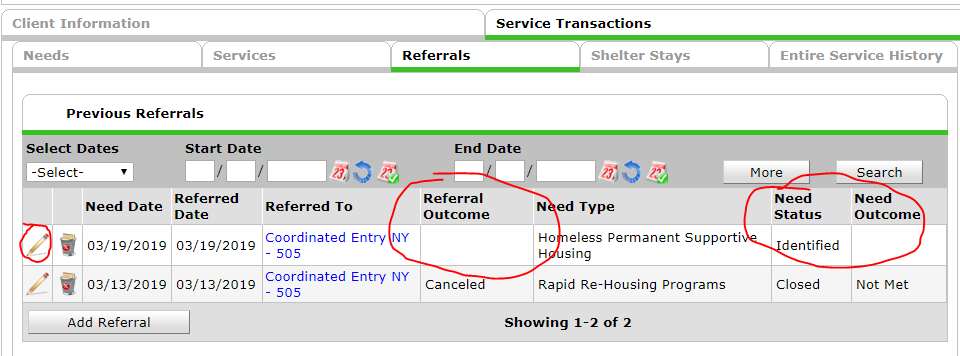 Client Information
Service Transactions
Needs
Services
Referrals
Shelter Stays
Entire Service History
Previous Referrals
Select Dates
Start Date
End Date
-Select-
/ /
23
/ /
23
More
Search
Need Date
Referred
Date
Referred To
Referral
Outcome
Need Type
Need
Status
Need
Outcome
03/19/2019
03/19/2019
Coordinated Entry NY
- 505
Homeless Permanent Supportive
Housing
Identified
03/13/2019
03/13/2019
Coordinated Entry NY
- 505
Canceled
Rapid Re-Housing Programs
Closed
Not Met
Add Referral
Showing 1-2 of 2